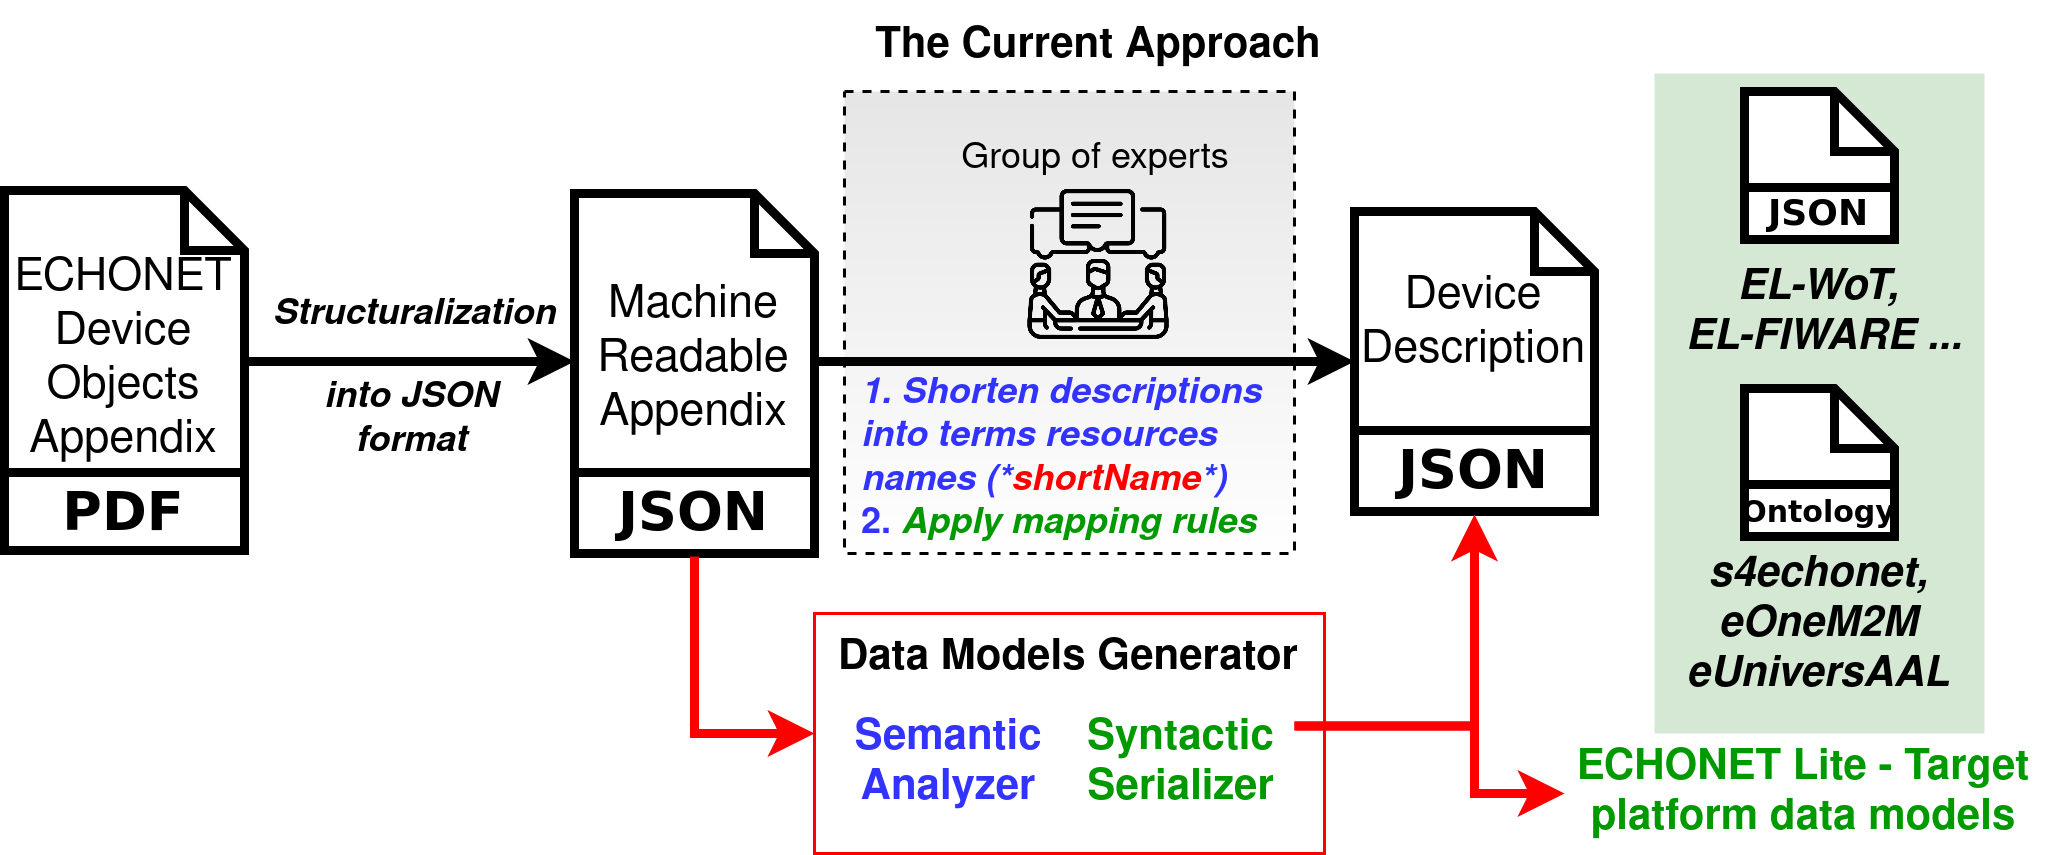 The Current Approach
ECHONET
Device
Objects
Appendix
PDF
Structuralization
into JSON
format
Machine
Readable
Appendix
JSON
Group of experts
1. Shorten descriptions
into terms resources
names (*shortName*)
2. Apply mapping rules
Device
Description
JSON
JSON
EL-WoT,
EL-FIWARE ...
Ontology
s4echonet,
eOneM2M
eUniversAAL
Data Models Generator
Semantic
Analyzer
Syntactic
Serializer
ECHONET Lite - Target
platform data models